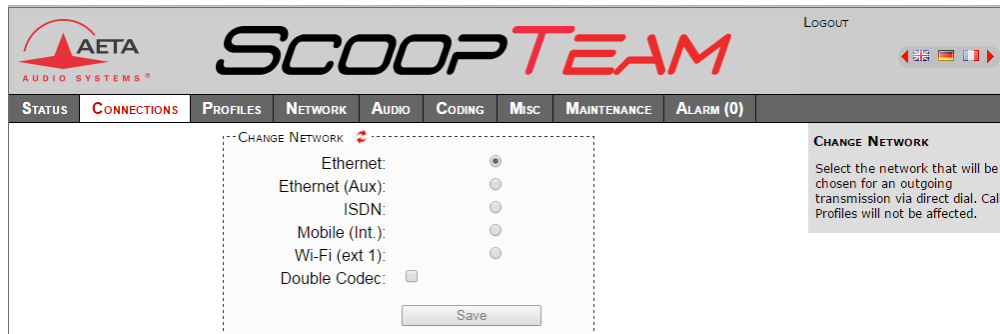 LOGOUT
AETA
AUDIO SYSTEMS®
SCOOPTEAM
STATUS CONNECTIONS PROFILES NETWORK AUDIO CODING MISC MAINTENANCE ALARM (0)
CHANGE NETWORK
Ethernet:
Ethernet (Aux):
ISDN:
Mobile (Int.):
Wi-Fi (ext 1):
Double Codec:
Save
CHANGE NETWORK
Select the network that will be
chosen for an outgoing
transmission via direct dial. Cal
Profiles will not be affected.